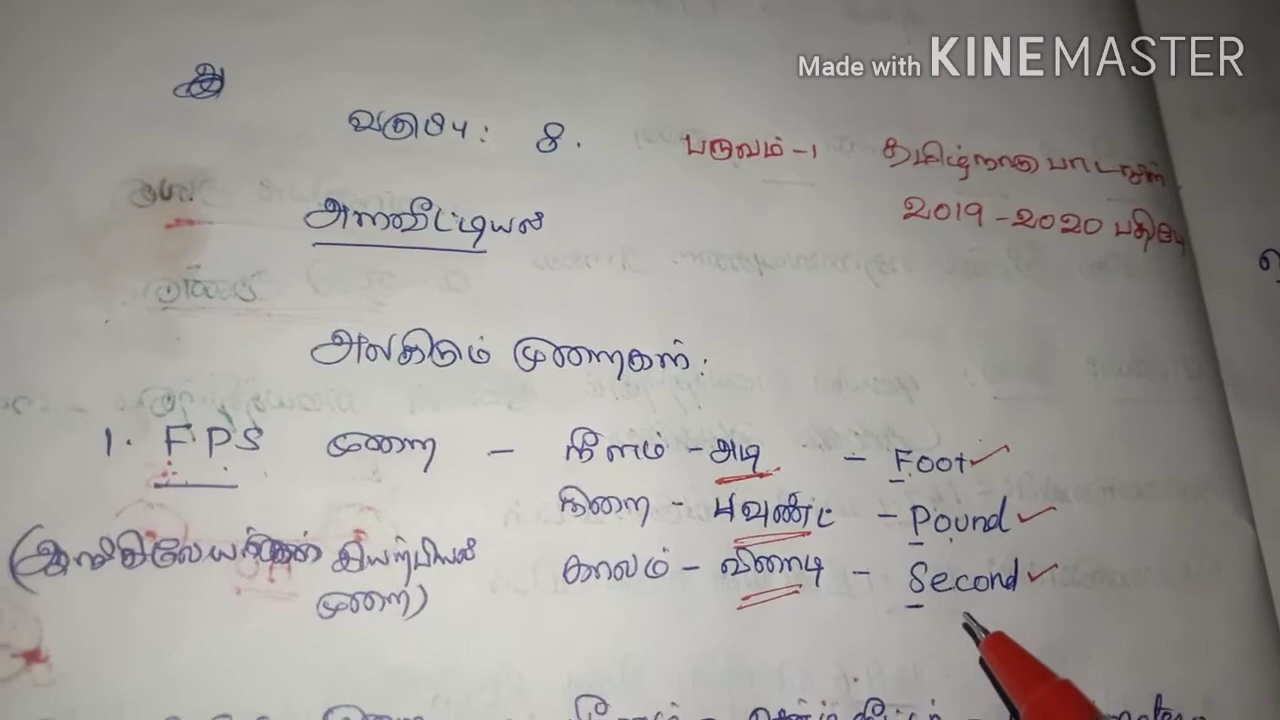 Made with KINEMASTER
வகுப்பு : 8.
பருவம் -1 தமிழ்நாடு பாடநூல்
2019 -2020 பதிப்பு
அளவீட்டியல்
அலகிடும் முறைகள்:
1. FPS முறை - நீளம் - அடி - Foot ✓
நிறை - பவுண்ட் - Pound ✓
(ஆங்கிலேயர்களின் இயற்பியல் காலம் - வினாடி - Second ✓
முறை)